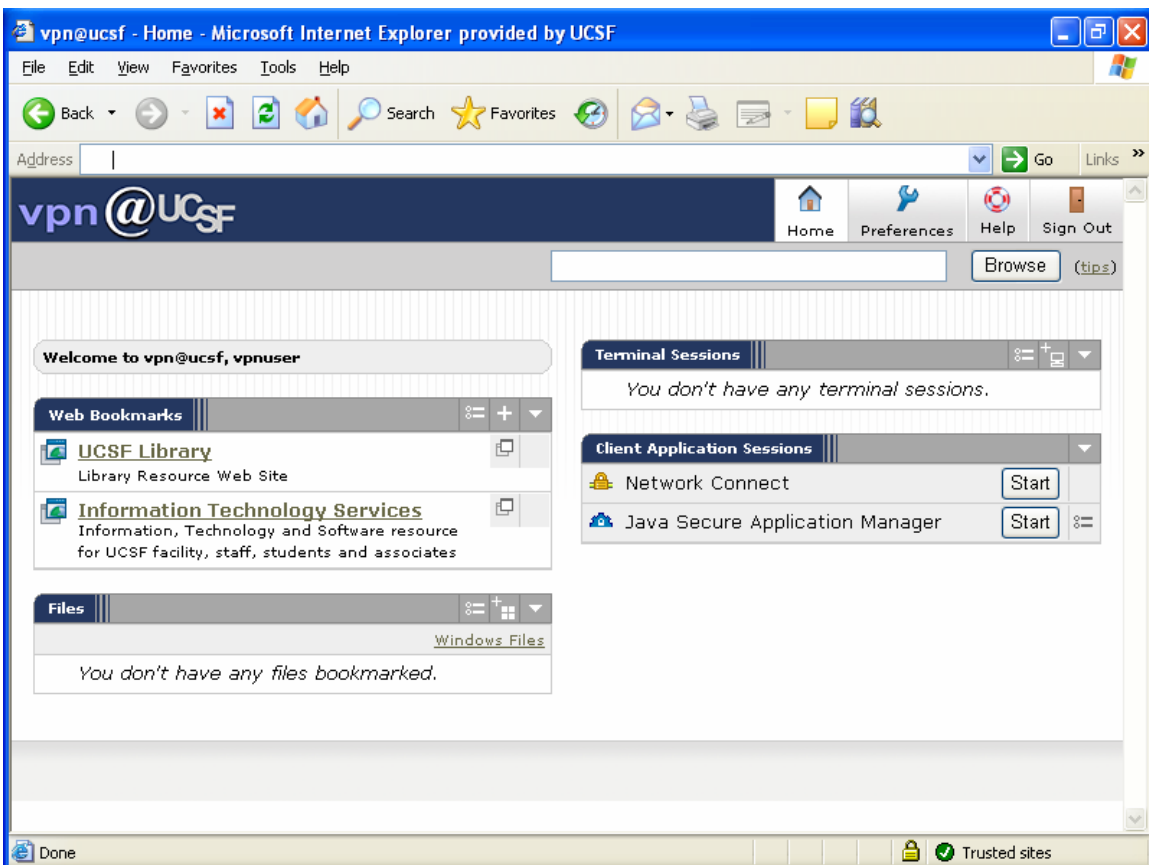 vpn@ucsf - Home - Microsoft Internet Explorer provided by UCSF
File Edit View Favorites Tools Help
Back Search Favorites
Address Go Links »
vpn@UCSF
Home Preferences Help Sign Out
Browse (tips)
Welcome to vpn@ucsf, vpnuser
Web Bookmarks
UCSF Library
Library Resource Web Site
Information Technology Services
Information, Technology and Software resource
for UCSF facility, staff, students and associates
Files
Windows Files
You don't have any files bookmarked.
Terminal Sessions
You don't have any terminal sessions.
Client Application Sessions
Network Connect Start
Java Secure Application Manager Start
Done Trusted sites